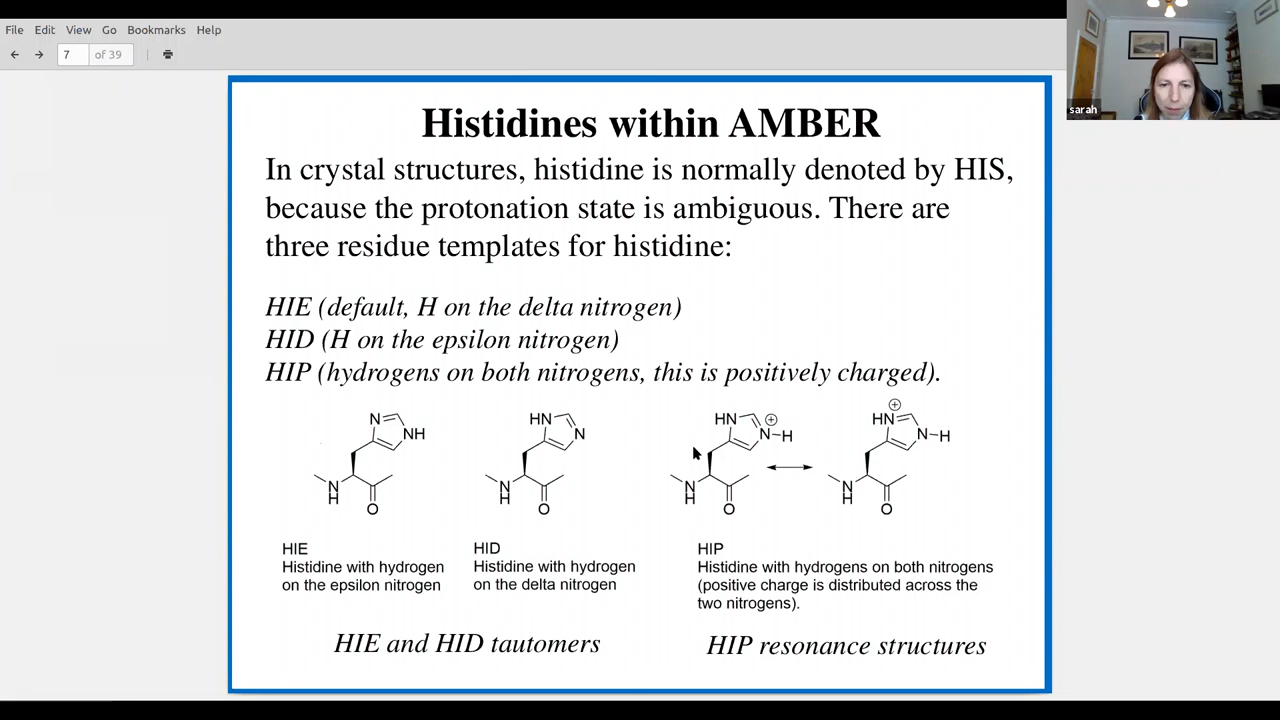 File Edit View Go Bookmarks Help
7 of 39
sarah
Histidines within AMBER
In crystal structures, histidine is normally denoted by HIS,
because the protonation state is ambiguous. There are
three residue templates for histidine:
HIE (default, H on the delta nitrogen)
HID (H on the epsilon nitrogen)
HIP (hydrogens on both nitrogens, this is positively charged).
N
NH
N
H
O
HN
N
N
H
O
HN
N-H
N
H
O
HN
N-H
N
H
O
HIE
Histidine with hydrogen
on the epsilon nitrogen
HID
Histidine with hydrogen
on the delta nitrogen
HIP
Histidine with hydrogens on both nitrogens
(positive charge is distributed across the
two nitrogens).
HIE and HID tautomers
HIP resonance structures